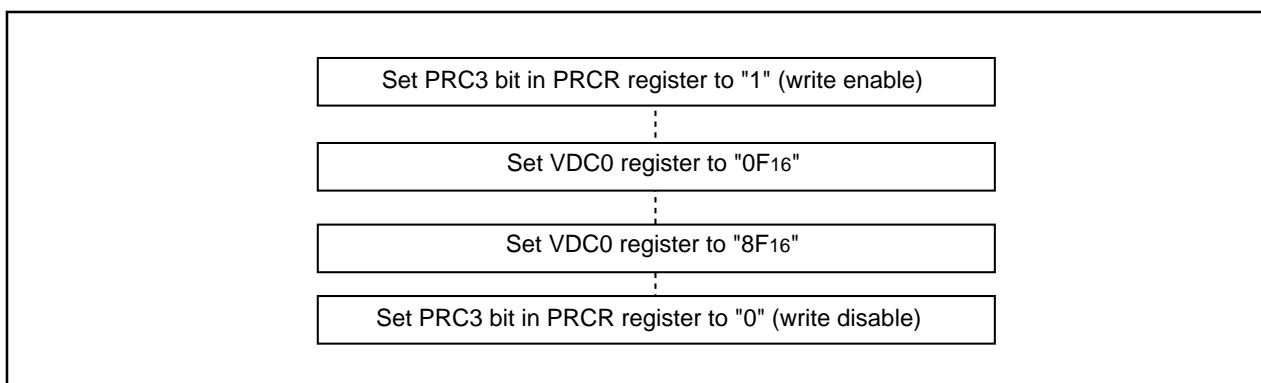 Set PRC3 bit in PRCR register to "1" (write enable)
Set VDC0 register to "0F16"
Set VDC0 register to "8F16"
Set PRC3 bit in PRCR register to "0" (write disable)